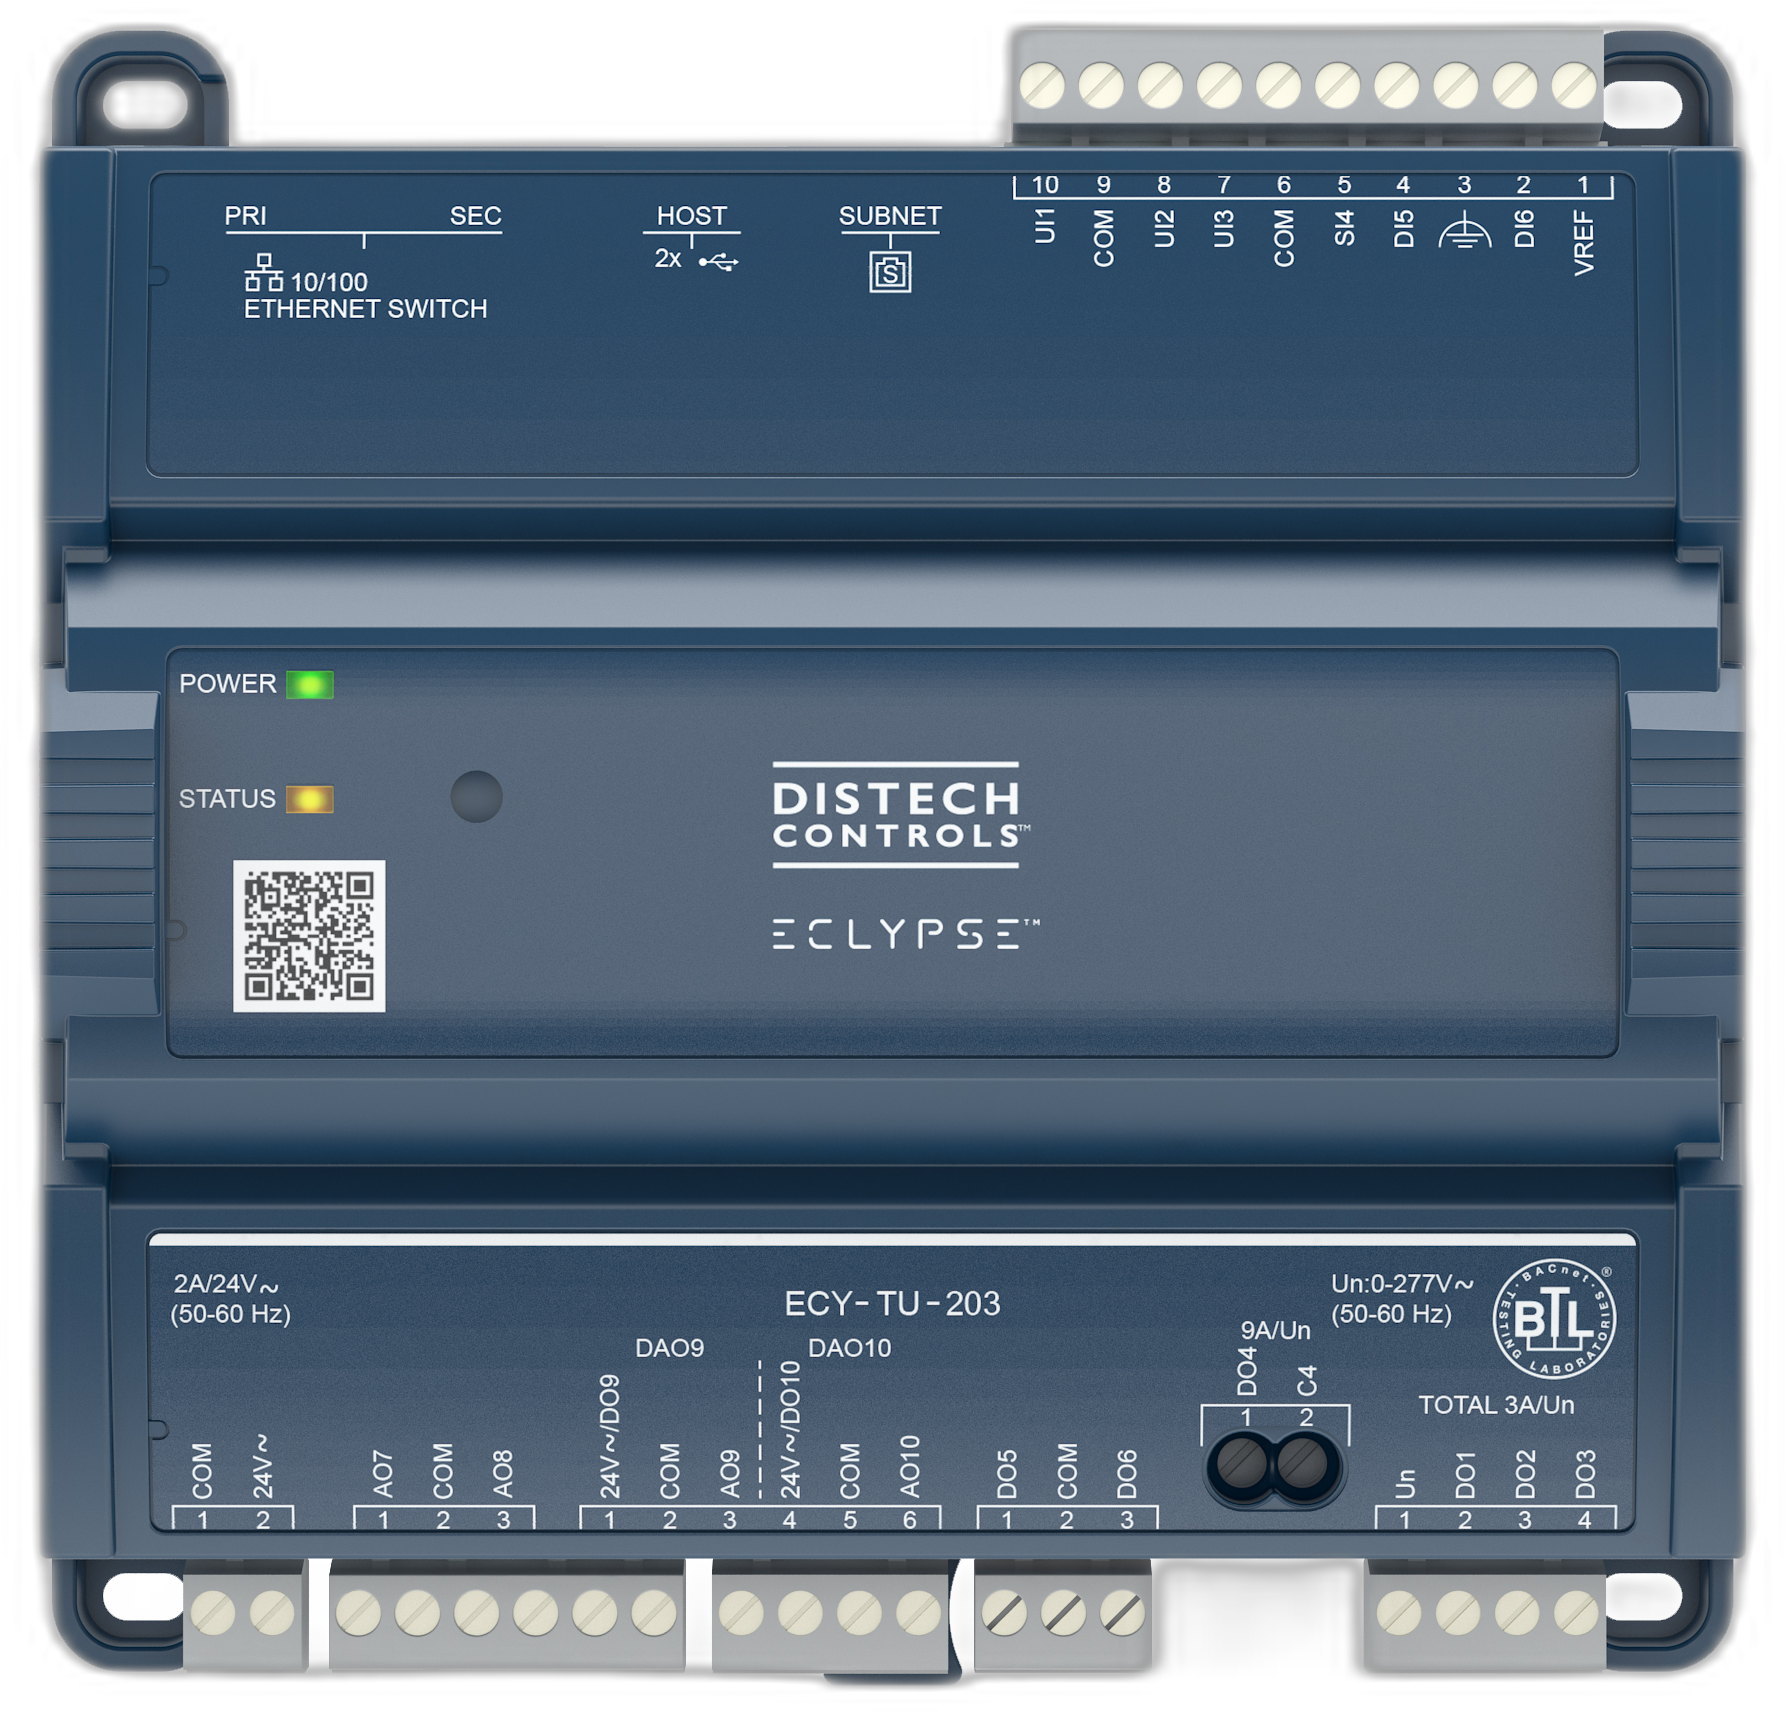 PRI SEC
10/100
ETHERNET SWITCH
HOST
2x
SUBNET
S
10 9 8 7 6 5 4 3 2 1
UI1 COM UI2 UI3 COM SI4 DI5 DI6 VREF
POWER
STATUS
DISTECH
CONTROLS™
ECLYPSE™
2A/24V~
(50-60 Hz)
ECY-TU-203
DAO9
DAO10
9A/Un
Un:0-277V~
(50-60 Hz)
BACnet
TESTING LABORATORIES
BTL
®
TOTAL 3A/Un
COM 24V~
1 2
AO7 COM AO8
1 2 3
24V~/DO9 COM AO9 24V~/DO10 COM AO10
1 2 3 4 5 6
DO5 COM DO6
1 2 3
DO4 C4
1 2
Un DO1 DO2 DO3
1 2 3 4